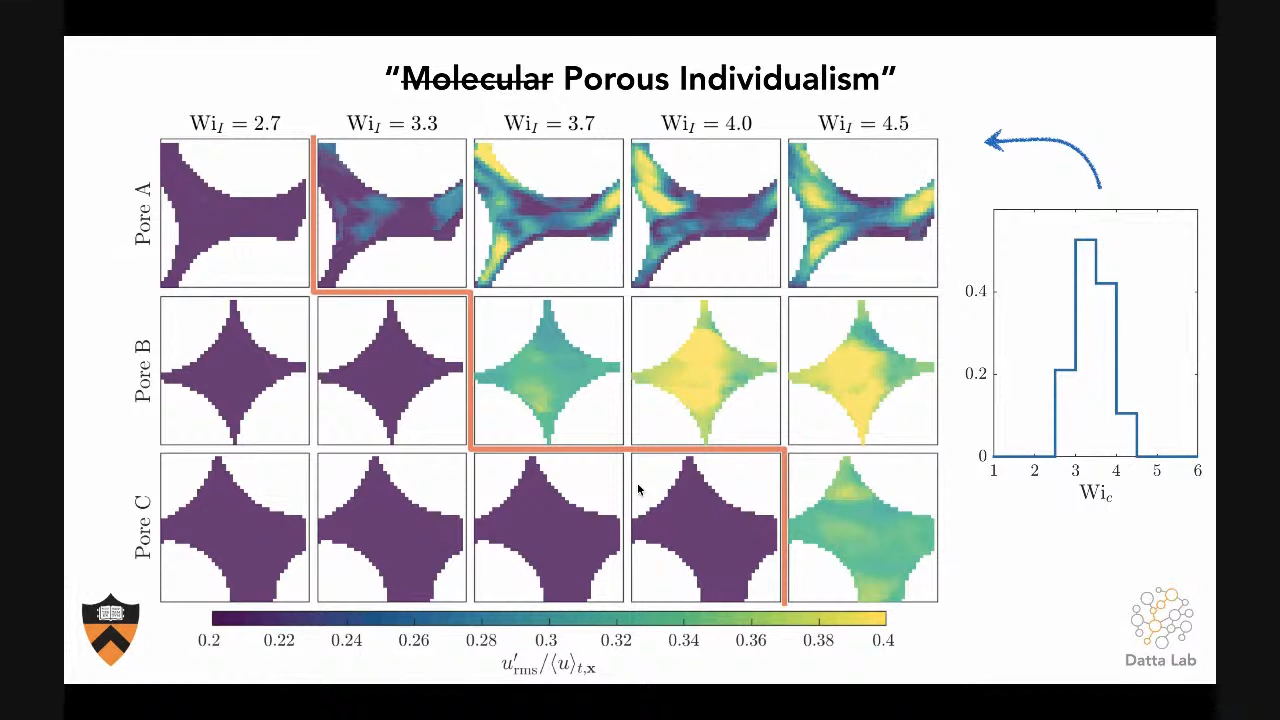 “Molecular Porous Individualism”
Wi_I = 2.7 Wi_I = 3.3 Wi_I = 3.7 Wi_I = 4.0 Wi_I = 4.5
Pore A
Pore B
Pore C
0.2 0.22 0.24 0.26 0.28 0.3 0.32 0.34 0.36 0.38 0.4
u′_rms/⟨u⟩_t,x
0.4
0.2
0
1 2 3 4 5 6
Wi_c
Datta Lab